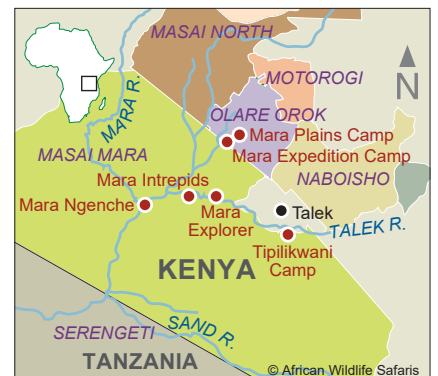 MASAI NORTH
MOTOROGI
N
MARA R.
OLARE OROK
Mara Plains Camp
Mara Expedition Camp
MASAI MARA
NABOISHO
Mara Intrepids
Mara Ngenche
Mara
Explorer
Talek
TALEK R.
Tipilikwani
Camp
KENYA
SAND R.
SERENGETI
TANZANIA
© African Wildlife Safaris